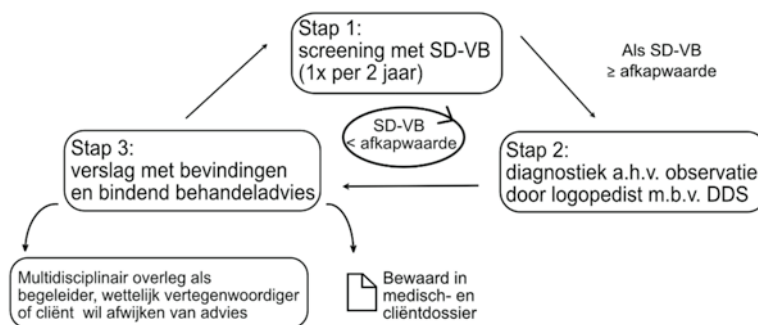 Stap 1:
screening met SD-VB
(1x per 2 jaar)
Als SD-VB
≥ afkapwaarde
SD-VB
< afkapwaarde
Stap 3:
verslag met bevindingen
en bindend behandeladvies
Stap 2:
diagnostiek a.h.v. observatie
door logopedist m.b.v. DDS
Multidisciplinair overleg als
begeleider, wettelijk vertegenwoordiger
of cliënt wil afwijken van advies
Bewaard in
medisch- en
cliëntdossier